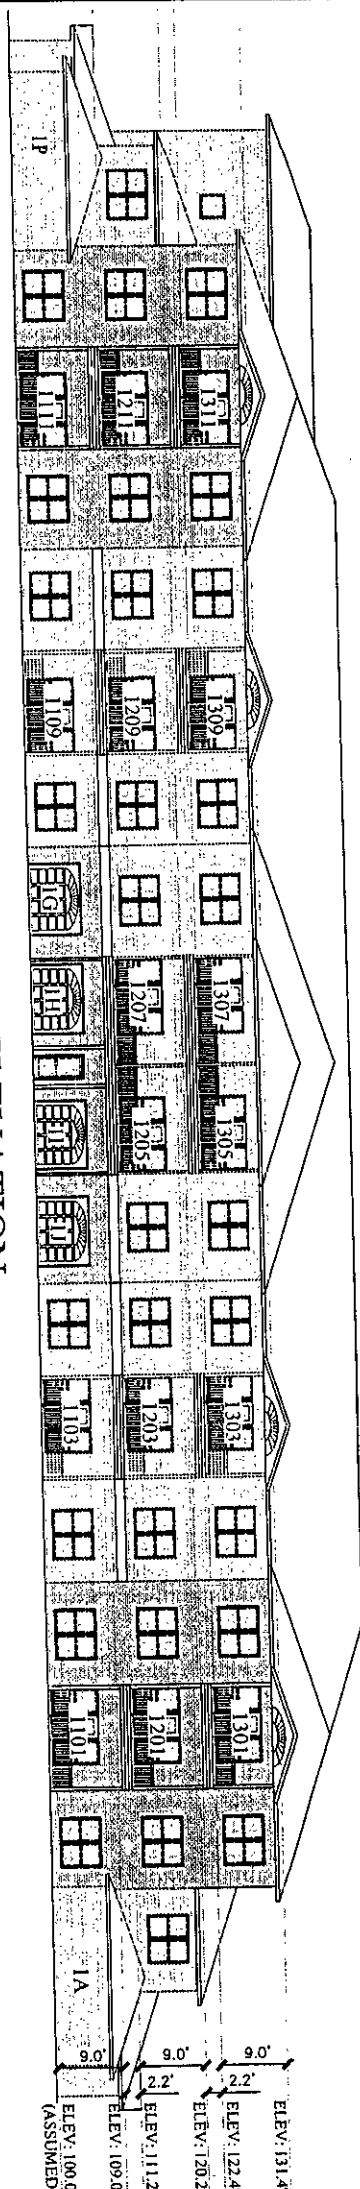 ELEV: 131.4'
1311 1309 1307 1305 1303 1301 9.0'
ELEV: 122.4
2.2'
ELEV: 120.2
1211 1209 1207 1205 1203 1201 9.0'
ELEV: 111.2
2.2'
ELEV: 109.0
1P 1111 1109 1G 1H 1I 1J 1103 1101 1A 9.0'
ELEV: 100.0
(ASSUMED